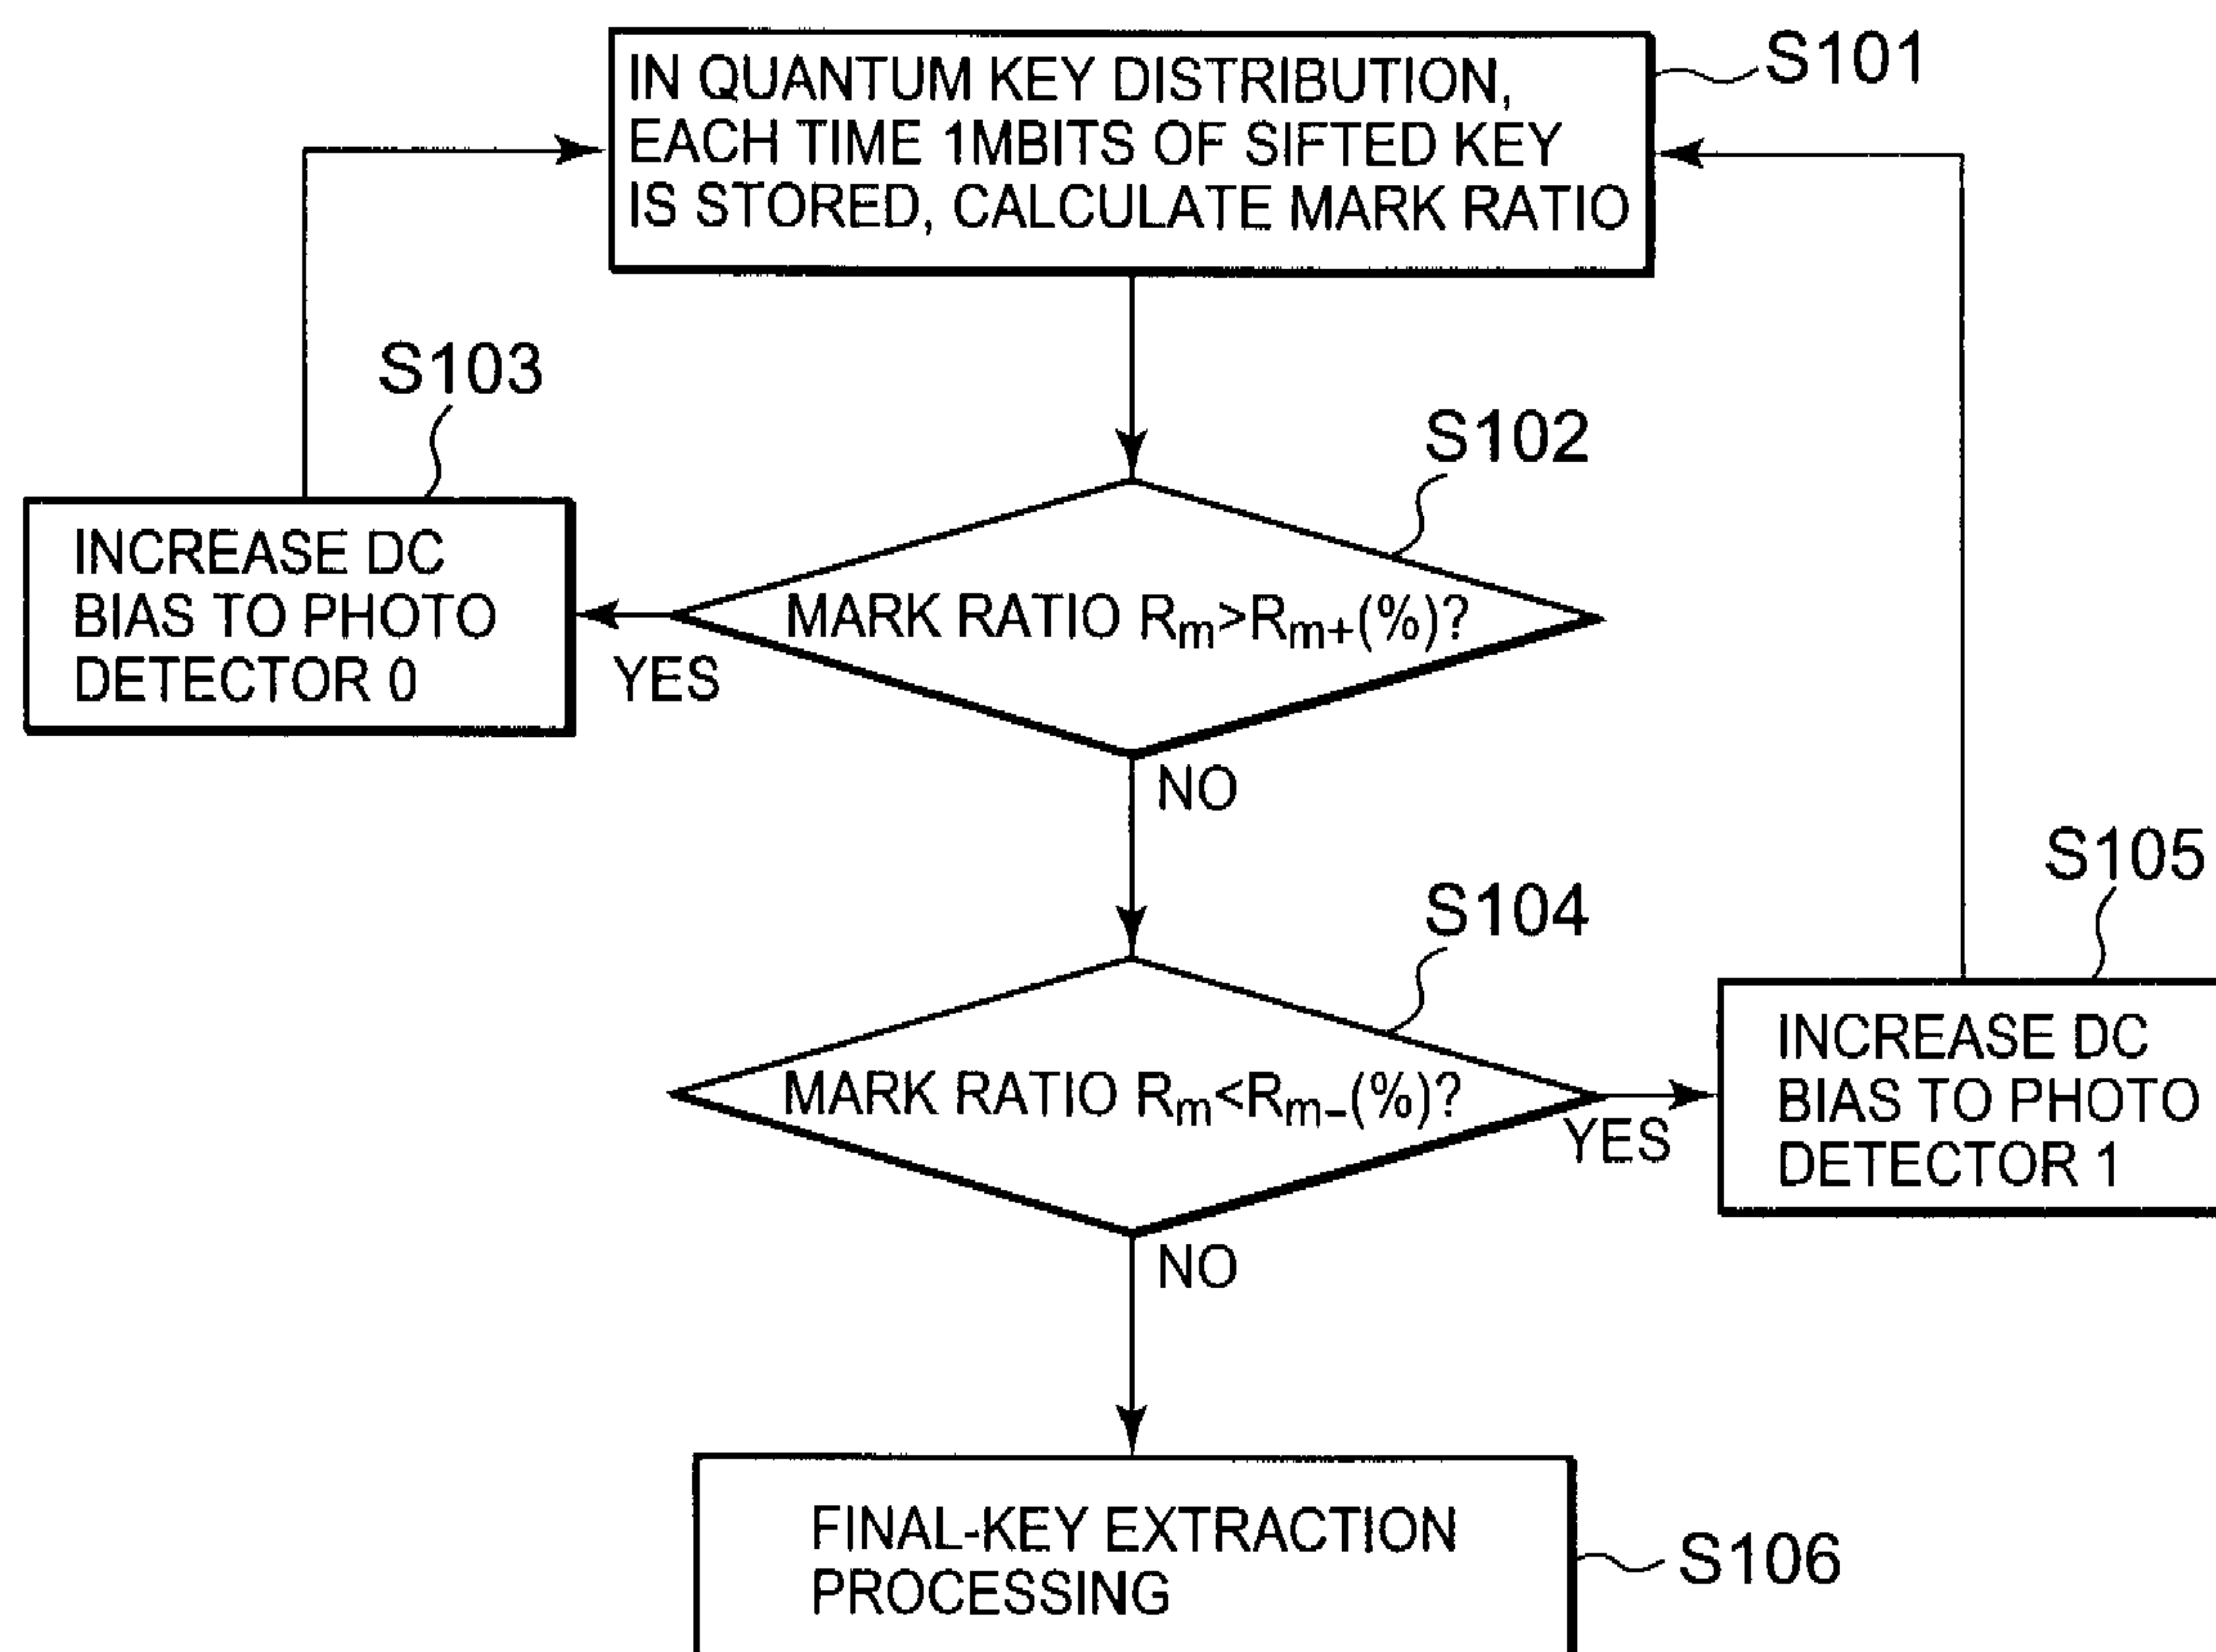 IN QUANTUM KEY DISTRIBUTION,
EACH TIME 1MBITS OF SIFTED KEY
IS STORED, CALCULATE MARK RATIO
S101
S103
S102
INCREASE DC
BIAS TO PHOTO
DETECTOR 0
YES
MARK RATIO Rm>Rm+(%)?
NO
S105
S104
MARK RATIO Rm<Rm-(%)?
YES
INCREASE DC
BIAS TO PHOTO
DETECTOR 1
NO
FINAL-KEY EXTRACTION
PROCESSING
S106